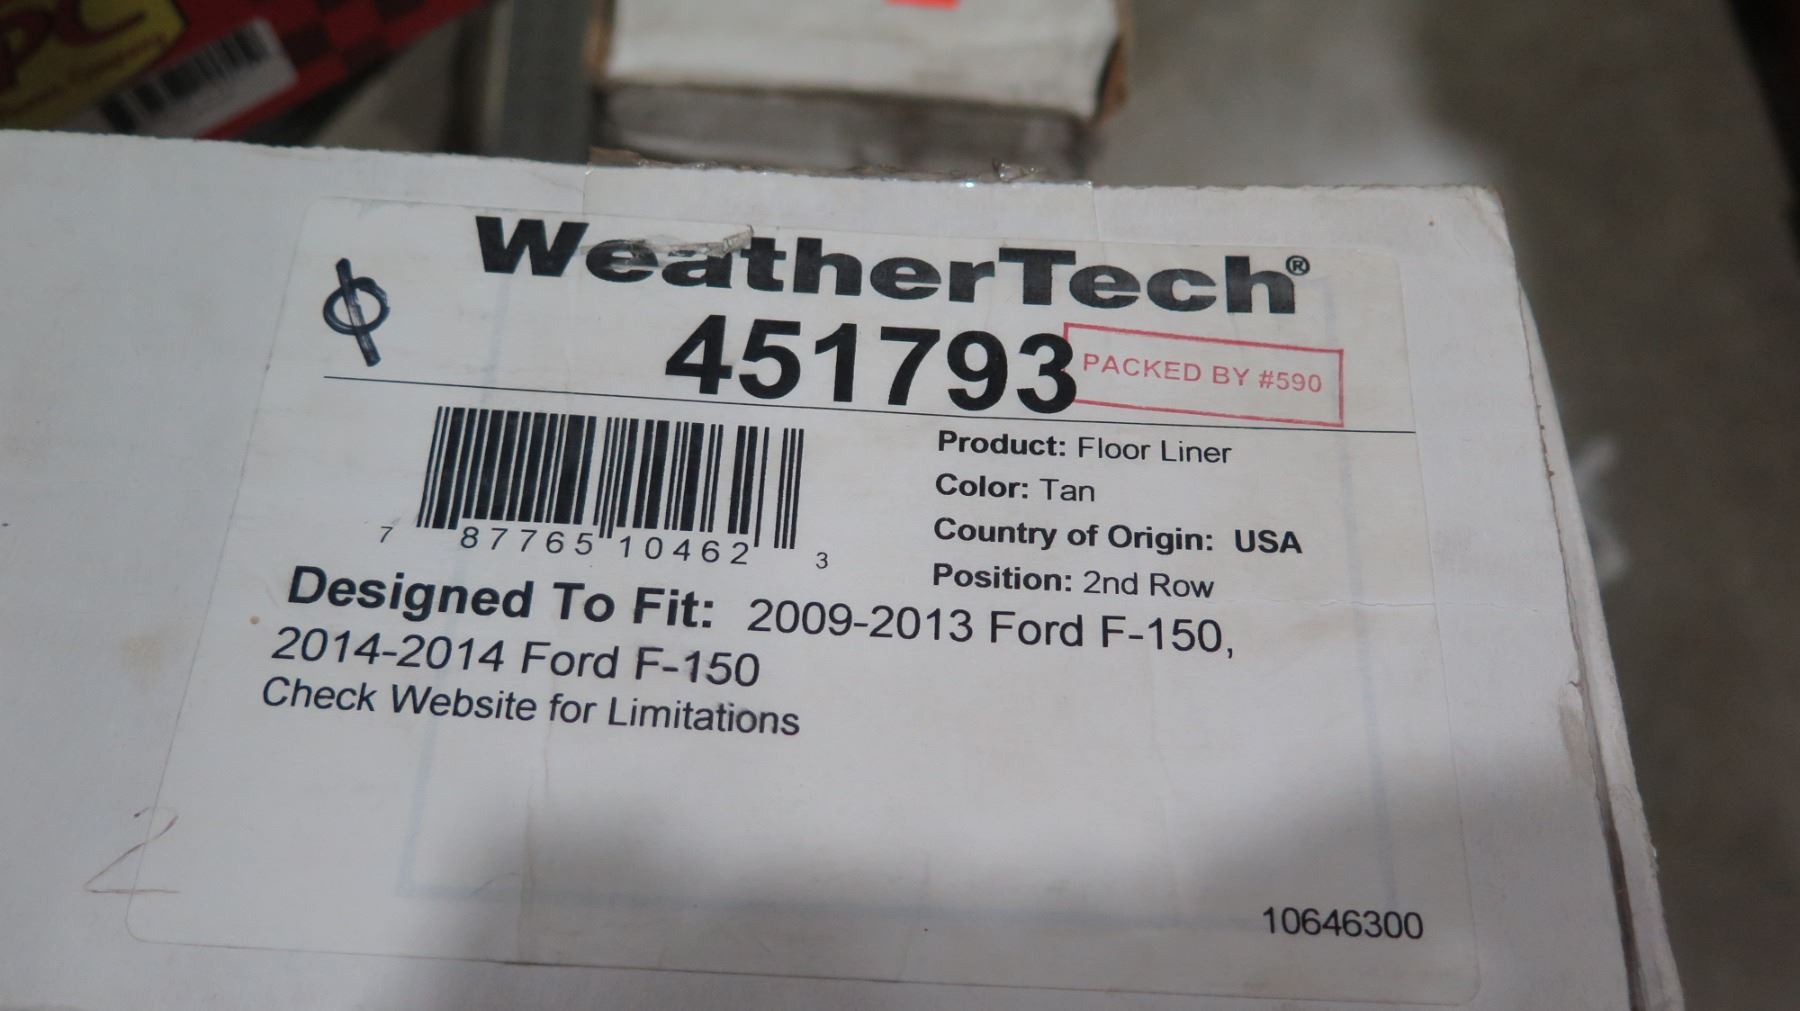 WeatherTech®
451793
PACKED BY #590
Product: Floor Liner
Color: Tan
Country of Origin: USA
Position: 2nd Row
7 87765 10462 3
Designed To Fit: 2009-2013 Ford F-150,
2014-2014 Ford F-150
Check Website for Limitations
2
10646300